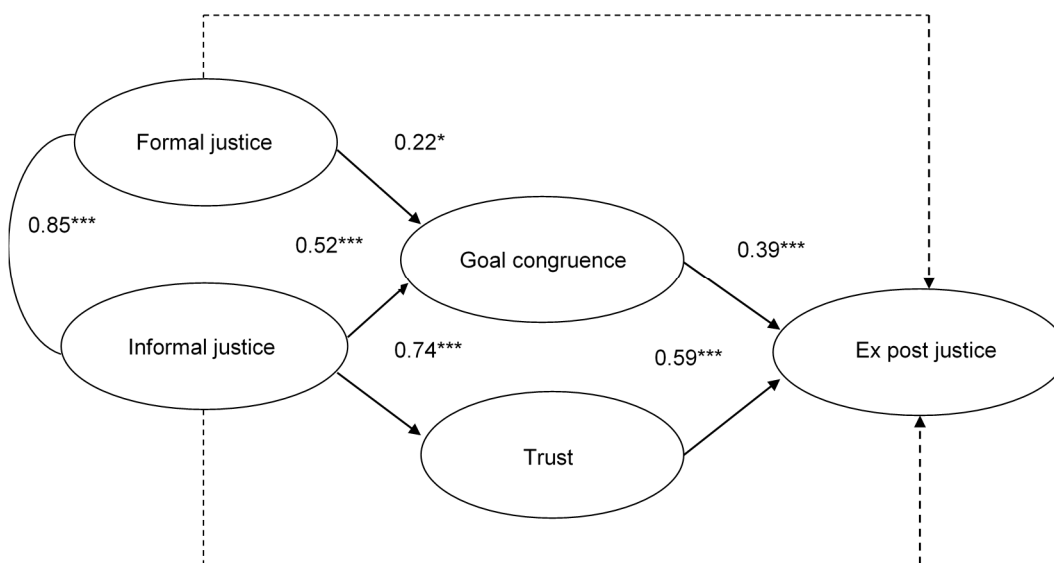 Formal justice
0.22*
0.85***
0.52***
Goal congruence
0.39***
Informal justice
0.74***
0.59***
Ex post justice
Trust